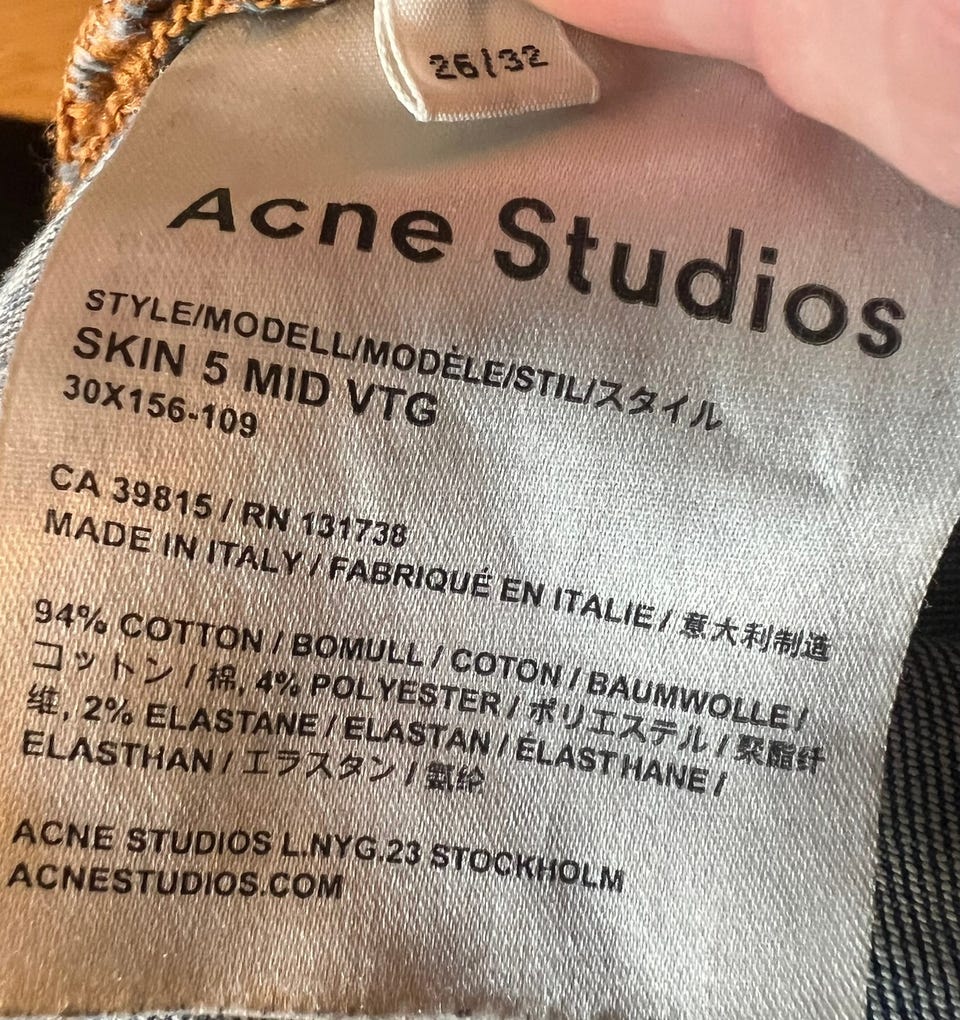 26/32
Acne Studios
STYLE/MODELL/MODÈLE/STIL/スタイル
SKIN 5 MID VTG
30X156-109
CA 39815 / RN 131738
MADE IN ITALY / FABRIQUÉ EN ITALIE / 意大利制造
94% COTTON / BOMULL / COTON / BAUMWOLLE /
コットン / 棉, 4% POLYESTER / ポリエステル / 聚酯纤
维, 2% ELASTANE / ELASTAN / ÉLASTHANE /
ELASTHAN / エラスタン / 氨纶
ACNE STUDIOS L.NYG.23 STOCKHOLM
ACNESTUDIOS.COM